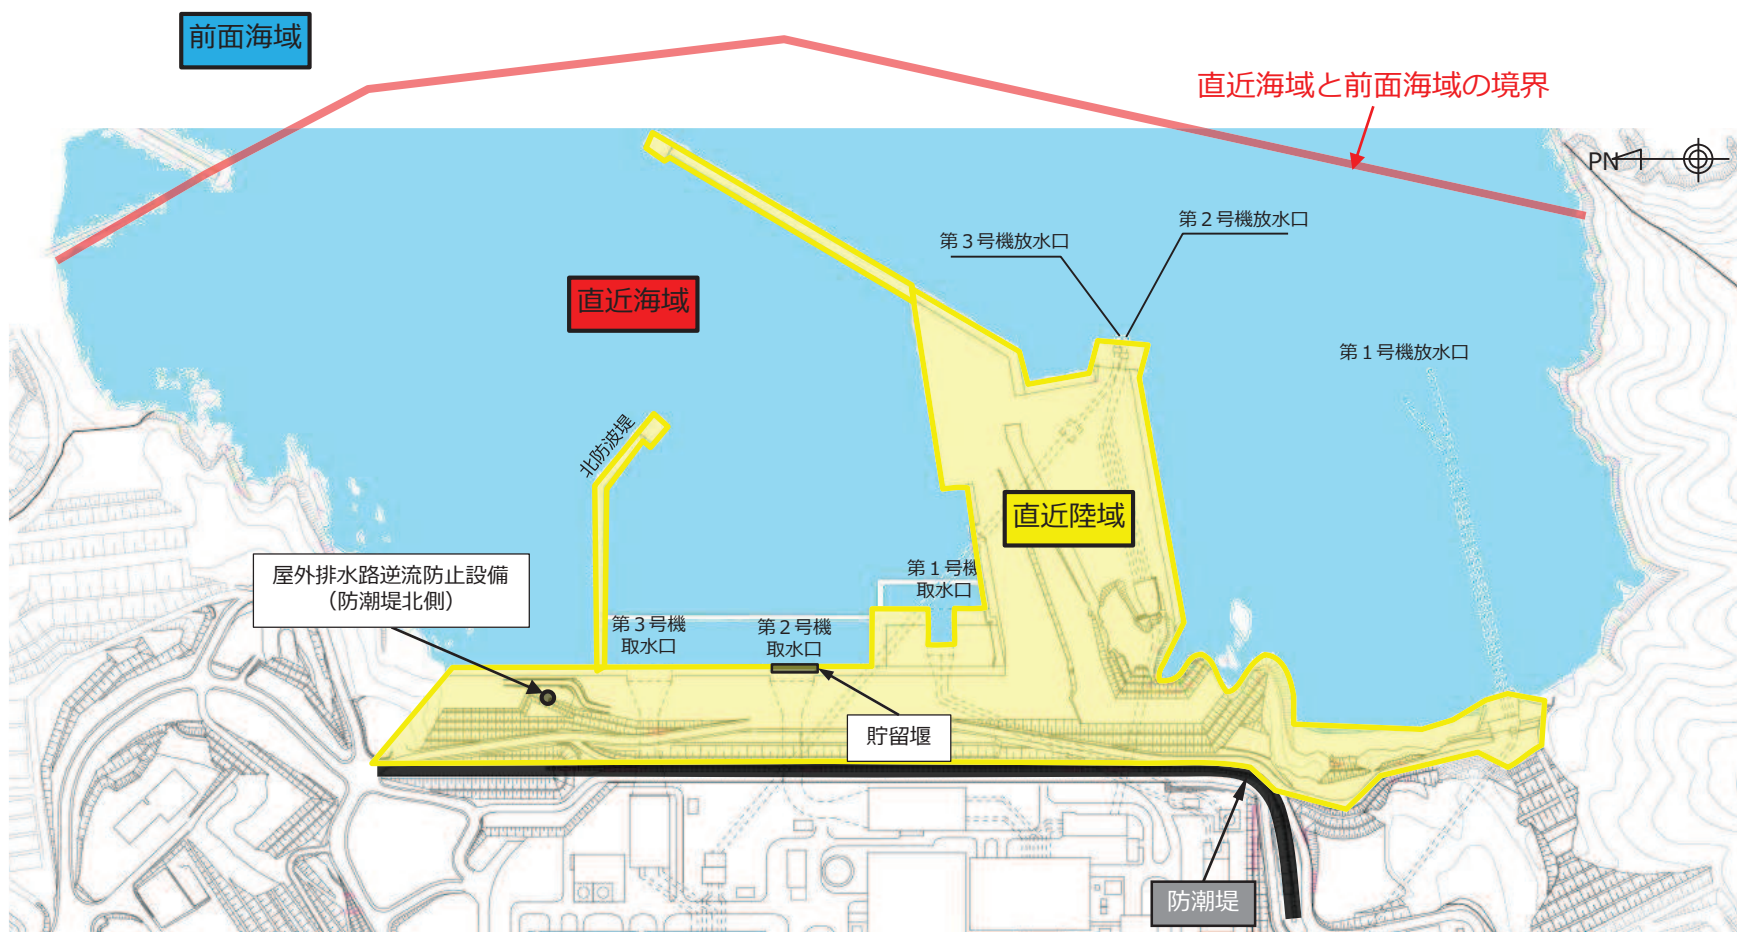 前面海域
直近海域と前面海域の境界
PN
第２号機放水口
第３号機放水口
直近海域
第１号機放水口
北防波堤
直近陸域
屋外排水路逆流防止設備
（防潮堤北側）
第１号機
取水口
第３号機
取水口
第２号機
取水口
貯留堰
防潮堤